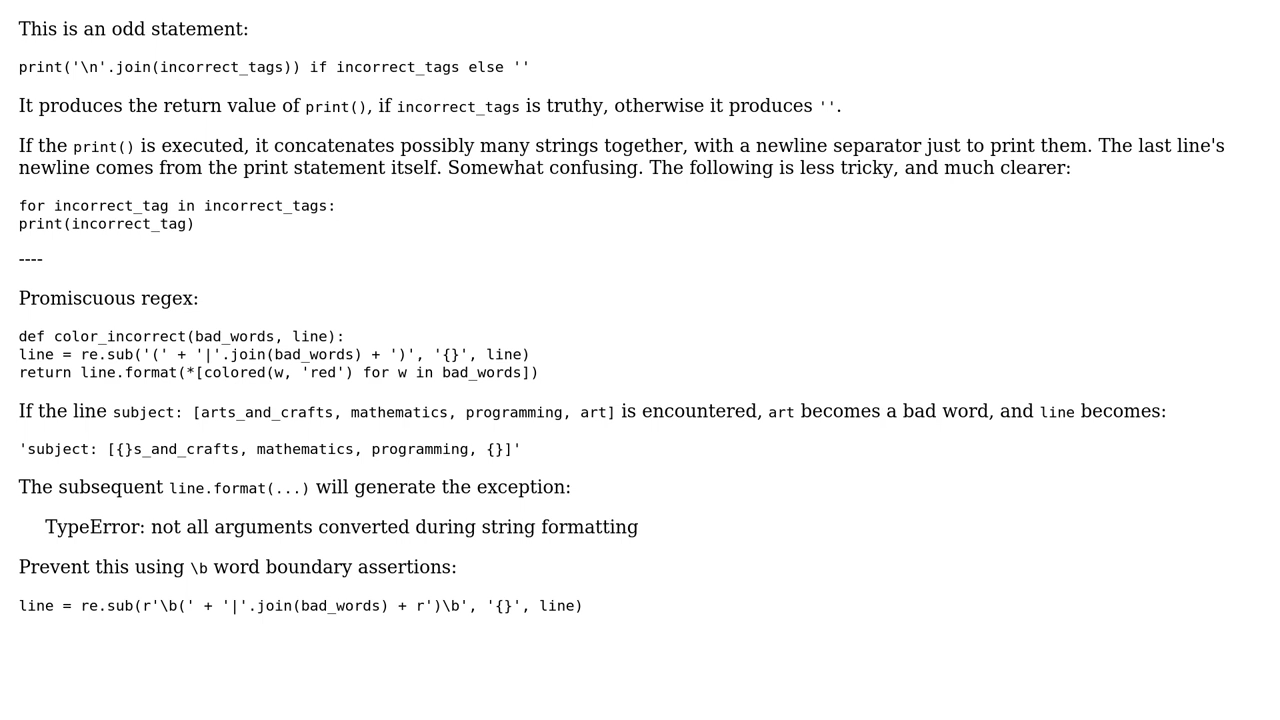 This is an odd statement:
print('\n'.join(incorrect_tags)) if incorrect_tags else ''
It produces the return value of print(), if incorrect_tags is truthy, otherwise it produces ''.
If the print() is executed, it concatenates possibly many strings together, with a newline separator just to print them. The last line's
newline comes from the print statement itself. Somewhat confusing. The following is less tricky, and much clearer:
for incorrect_tag in incorrect_tags:
print(incorrect_tag)
----
Promiscuous regex:
def color_incorrect(bad_words, line):
line = re.sub('(' + '|'.join(bad_words) + ')', '{}', line)
return line.format(*[colored(w, 'red') for w in bad_words])
If the line subject: [arts_and_crafts, mathematics, programming, art] is encountered, art becomes a bad word, and line becomes:
'subject: [{}s_and_crafts, mathematics, programming, {}]'
The subsequent line.format(...) will generate the exception:
TypeError: not all arguments converted during string formatting
Prevent this using \b word boundary assertions:
line = re.sub(r'\b(' + '|'.join(bad_words) + r')\b', '{}', line)